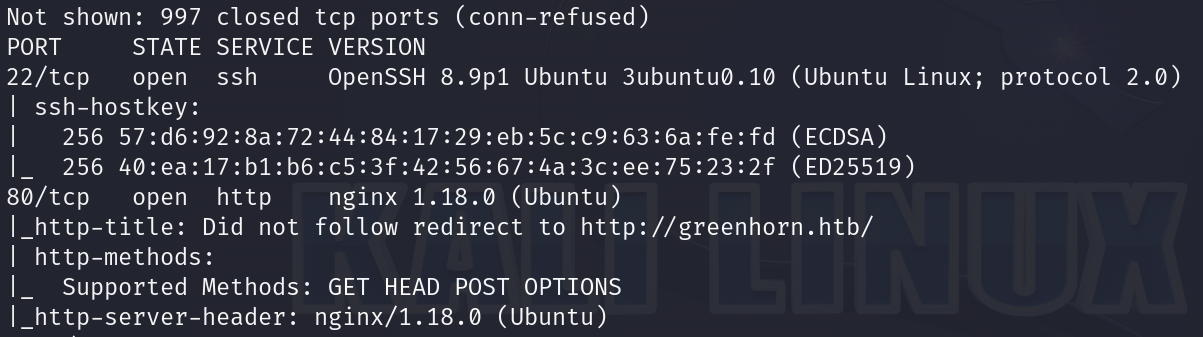 Not shown: 997 closed tcp ports (conn-refused)
PORT   STATE SERVICE VERSION
22/tcp open  ssh     OpenSSH 8.9p1 Ubuntu 3ubuntu0.10 (Ubuntu Linux; protocol 2.0)
| ssh-hostkey:
|   256 57:d6:92:8a:72:44:84:17:29:eb:5c:c9:63:6a:fe:fd (ECDSA)
|_  256 40:ea:17:b1:b6:c5:3f:42:56:67:4a:3c:ee:75:23:2f (ED25519)
80/tcp open  http    nginx 1.18.0 (Ubuntu)
|_http-title: Did not follow redirect to http://greenhorn.htb/
| http-methods:
|_  Supported Methods: GET HEAD POST OPTIONS
|_http-server-header: nginx/1.18.0 (Ubuntu)
KALI LINUX